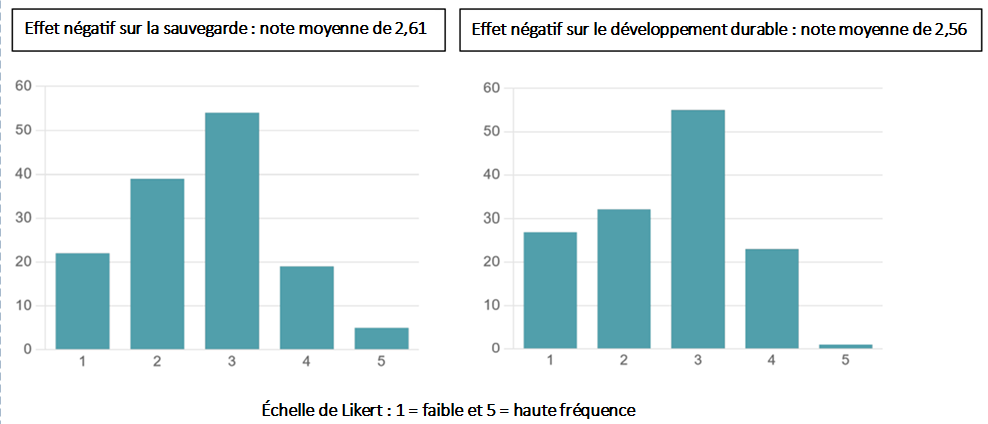 Effet négatif sur la sauvegarde : note moyenne de 2,61
Effet négatif sur le développement durable : note moyenne de 2,56
60
50
40
30
20
10
0
1 2 3 4 5
60
50
40
30
20
10
0
1 2 3 4 5
Échelle de Likert : 1 = faible et 5 = haute fréquence